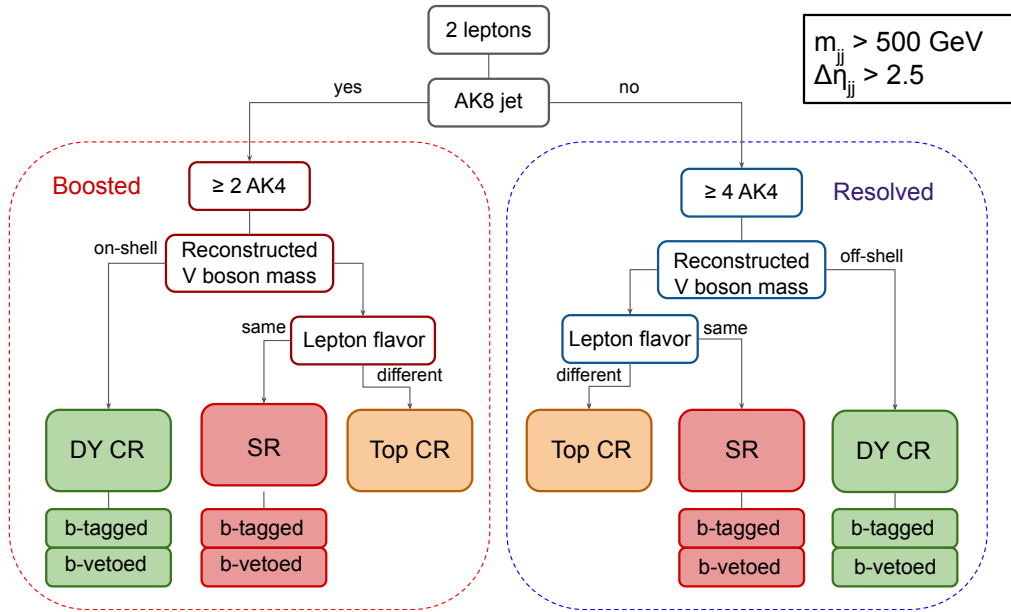 2 leptons
m_jj > 500 GeV
Δη_jj > 2.5
yes
AK8 jet
no
Boosted
≥ 2 AK4
≥ 4 AK4
Resolved
on-shell
Reconstructed
V boson mass
Reconstructed
V boson mass
off-shell
same
Lepton flavor
different
Lepton flavor
same
different
DY CR
SR
Top CR
Top CR
SR
DY CR
b-tagged
b-vetoed
b-tagged
b-vetoed
b-tagged
b-vetoed
b-tagged
b-vetoed